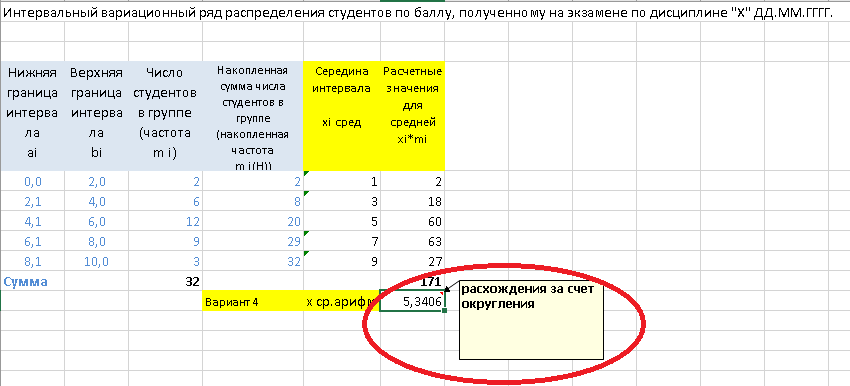 Интервальный вариационный ряд распределения студентов по баллу, полученному на экзамене по дисциплине "X" ДД.ММ.ГГГГ.
Нижняя граница интерва ла ai | Верхняя граница интерва ла bi | Число студентов в группе (частота m i) | Накопленная сумма числа студентов в группе (накопленная частота m i(H)) | Середина интервала xi сред | Расчетные значения для средней xi*mi
0,0 2,0 2 2 1 2
2,1 4,0 6 8 3 18
4,1 6,0 12 20 5 60
6,1 8,0 9 29 7 63
8,1 10,0 3 32 9 27
Сумма 32 171
Вариант 4 х ср.арифм 5,3406
расхождения за счет
округления